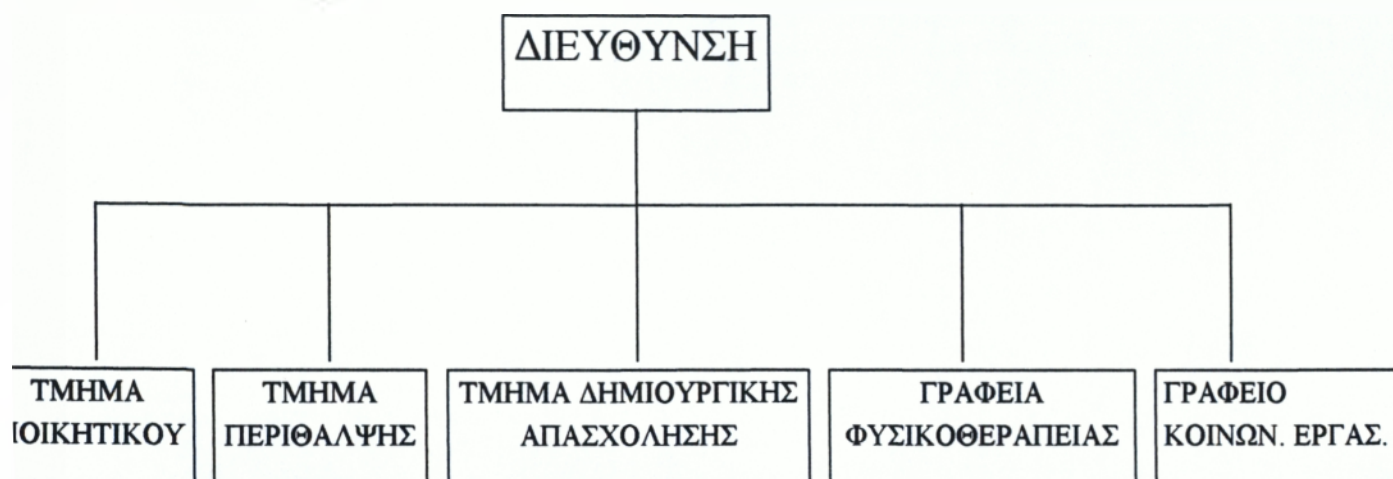 ΔΙΕΥΘΥΝΣΗ
ΤΜΗΜΑ
ΤΜΗΜΑ
ΠΕΡΙΘΑΛΨΗΣ
ΤΜΗΜΑ ΔΗΜΙΟΥΡΓΙΚΗΣ
ΑΠΑΣΧΟΛΗΣΗΣ
ΓΡΑΦΕΙΑ
ΦΥΣΙΚΟΘΕΡΑΠΕΙΑΣ
ΓΡΑΦΕΙΟ
ΚΟΙΝΩΝ. ΕΡΓΑΣ.